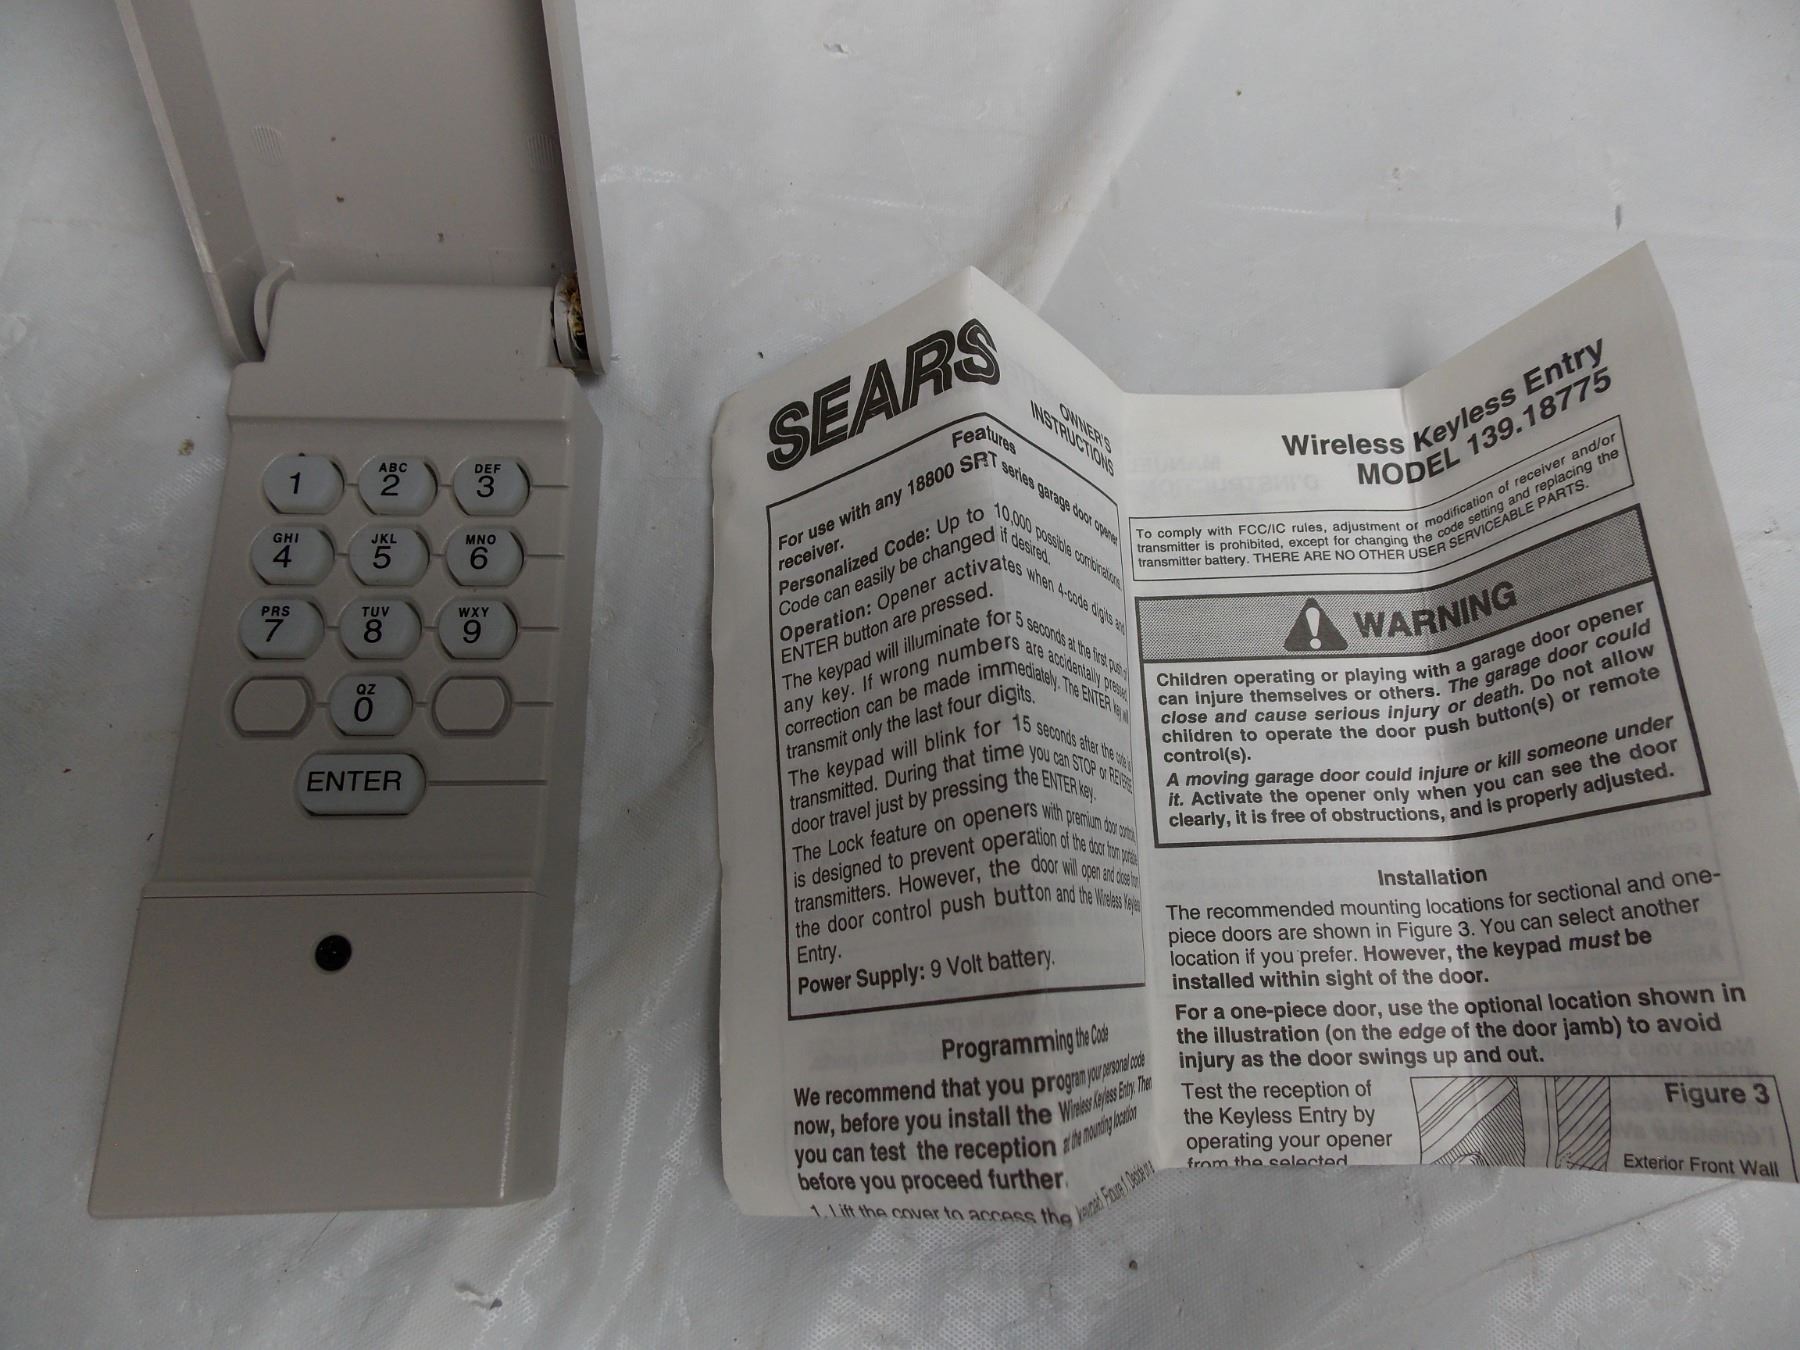 1
ABC
2
DEF
3
GHI
4
JKL
5
MNO
6
PRS
7
TUV
8
WXY
9
QZ
0
ENTER
SEARS
OWNER'S
INSTRUCTIONS
Features
For use with any 18800 SRT series garage door opener
receiver.
Personalized Code: Up to 10,000 possible combinations.
Code can easily be changed if desired.
Operation: Opener activates when 4-code digits and
ENTER button are pressed.
The keypad will illuminate for 5 seconds at the first push of
any key. If wrong numbers are accidentally pressed
correction can be made immediately. The ENTER key will
transmit only the last four digits.
The keypad will blink for 15 seconds after the code is
transmitted. During that time you can STOP or REVERSE
door travel just by pressing the ENTER key.
The Lock feature on openers with premium door controls
is designed to prevent operation of the door from portable
transmitters. However, the door will open and close from
the door control push button and the Wireless Keyless
Entry.
Power Supply: 9 Volt battery.
Programming the Code
We recommend that you program your personal code
now, before you install the Wireless Keyless Entry. Then
you can test the reception at the mounting location
before you proceed further.
1. Lift the cover to access the keypad. Figure 1.
Wireless Keyless Entry
MODEL 139.18775
To comply with FCC/IC rules, adjustment or modification of receiver and/or
transmitter is prohibited, except for changing the code setting and replacing the
transmitter battery. THERE ARE NO OTHER USER SERVICEABLE PARTS.
WARNING
Children operating or playing with a garage door opener
can injure themselves or others. The garage door could
close and cause serious injury or death. Do not allow
children to operate the door push button(s) or remote
control(s).
A moving garage door could injure or kill someone under
it. Activate the opener only when you can see the door
clearly, it is free of obstructions, and is properly adjusted.
Installation
The recommended mounting locations for sectional and one-
piece doors are shown in Figure 3. You can select another
location if you prefer. However, the keypad must be
installed within sight of the door.
For a one-piece door, use the optional location shown in
the illustration (on the edge of the door jamb) to avoid
injury as the door swings up and out.
Test the reception of
the Keyless Entry by
operating your opener
from the selected
Figure 3
Exterior Front Wall